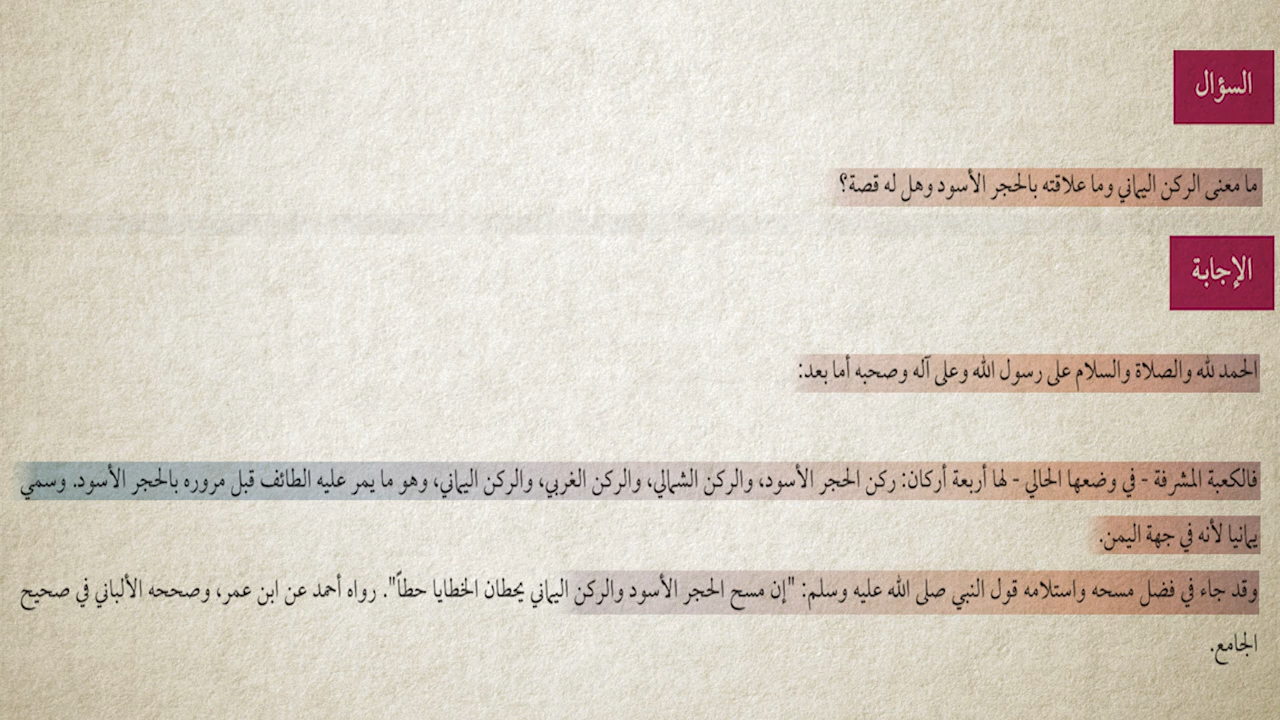 السؤال
ما معنى الركن اليماني وما علاقته بالحجر الأسود وهل له قصة؟
الإجابة
الحمد لله والصلاة والسلام على رسول الله وعلى آله وصحبه أما بعد:
فالكعبة المشرفة - في وضعها الحالي - لها أربعة أركان: ركن الحجر الأسود، والركن الشمالي، والركن الغربي، والركن اليماني، وهو ما يمر عليه الطائف قبل مروره بالحجر الأسود. وسمي
يمانيا لأنه في جهة اليمن.
وقد جاء في فضل مسحه واستلامه قول النبي صلى الله عليه وسلم: "إن مسح الحجر الأسود والركن اليماني يحطان الخطايا حطاً". رواه أحمد عن ابن عمر، وصححه الألباني في صحيح
الجامع.